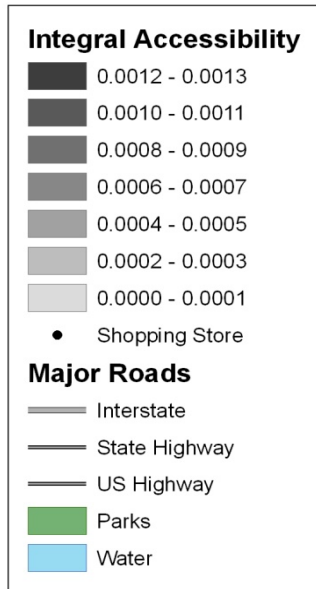 Integral Accessibility
0.0012 - 0.0013
0.0010 - 0.0011
0.0008 - 0.0009
0.0006 - 0.0007
0.0004 - 0.0005
0.0002 - 0.0003
0.0000 - 0.0001
Shopping Store
Major Roads
Interstate
State Highway
US Highway
Parks
Water